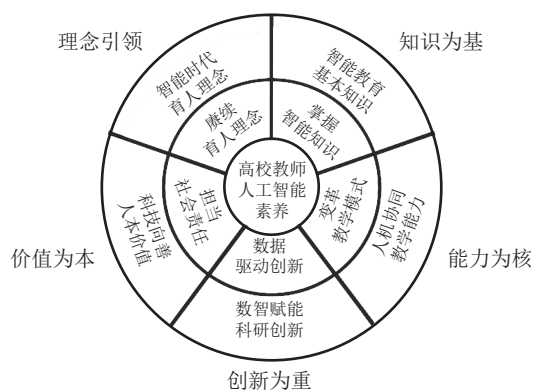 理念引领
知识为基
智能时代
育人理念
智能教育
基本知识
赓续
育人理念
掌握
智能知识
高校教师
人工智能
素养
担当
社会责任
变革
教学模式
科技向善
人本价值
人机协同
教学能力
数据
驱动创新
价值为本
能力为核
数智赋能
科研创新
创新为重